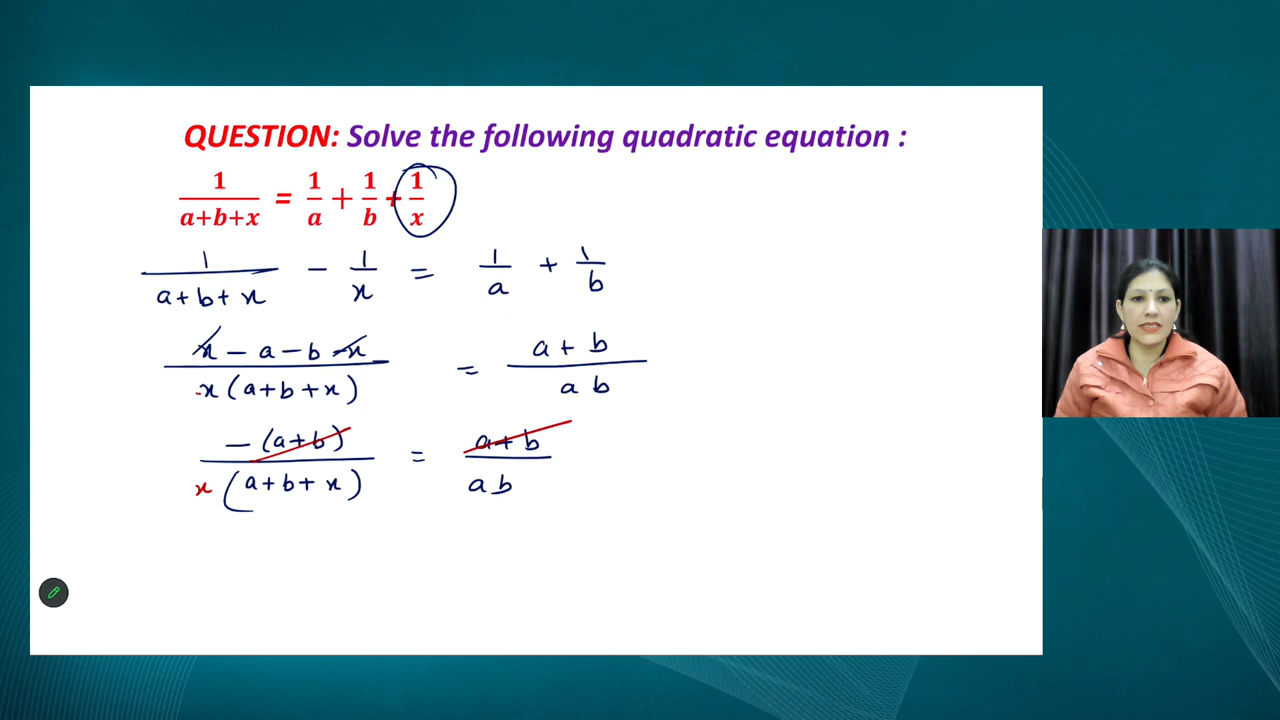 QUESTION: Solve the following quadratic equation :
1/(a+b+x) = 1/a + 1/b + 1/x
1/(a+b+x) - 1/x = 1/a + 1/b
(x - a - b - x)/(x(a+b+x)) = (a+b)/(ab)
-(a+b)/(x(a+b+x)) = (a+b)/(ab)